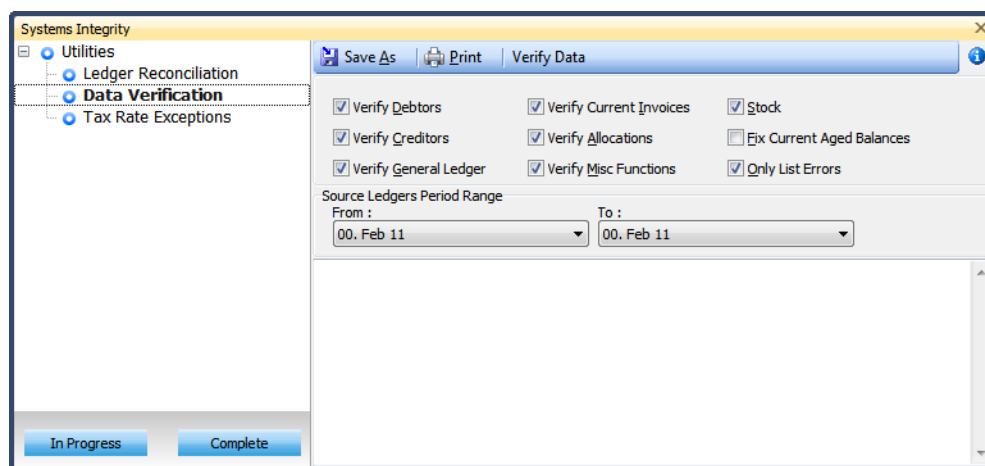 Systems Integrity
Utilities
Ledger Reconciliation
Data Verification
Tax Rate Exceptions
In Progress
Complete
Save As
Print
Verify Data
Verify Debtors
Verify Current Invoices
Stock
Verify Creditors
Verify Allocations
Fix Current Aged Balances
Verify General Ledger
Verify Misc Functions
Only List Errors
Source Ledgers Period Range
From :
To :
00. Feb 11
00. Feb 11